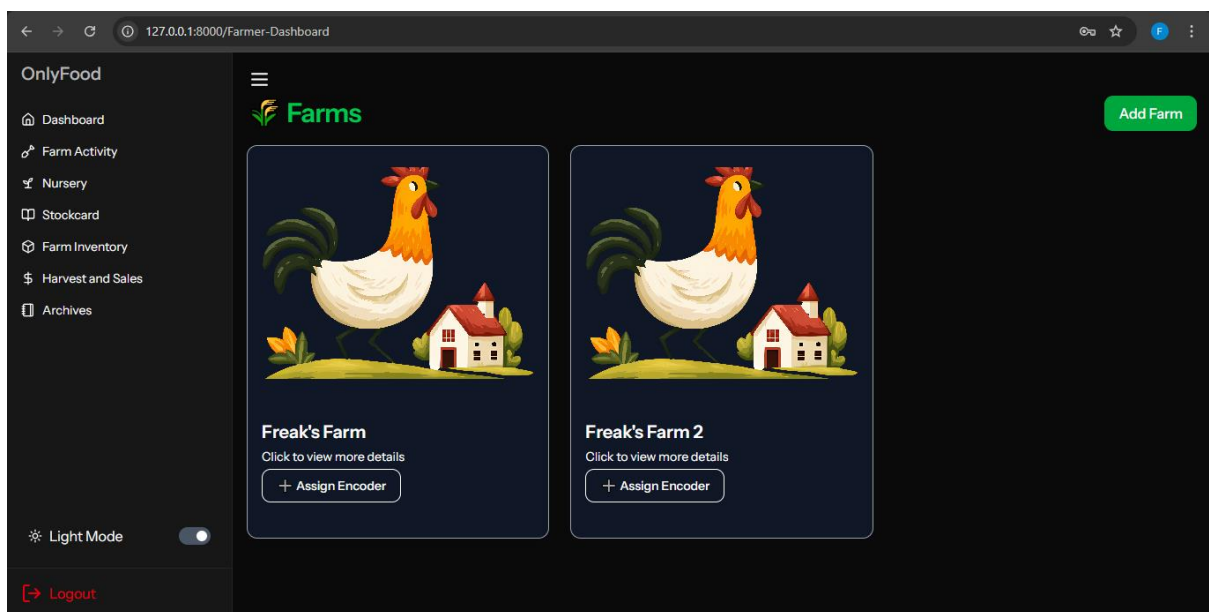 127.0.0.1:8000/Farmer-Dashboard
F
OnlyFood
Dashboard
Farm Activity
Nursery
Stockcard
Farm Inventory
$ Harvest and Sales
Archives
Light Mode
Logout
Farms
Add Farm
Freak's Farm
Click to view more details
+ Assign Encoder
Freak's Farm 2
Click to view more details
+ Assign Encoder